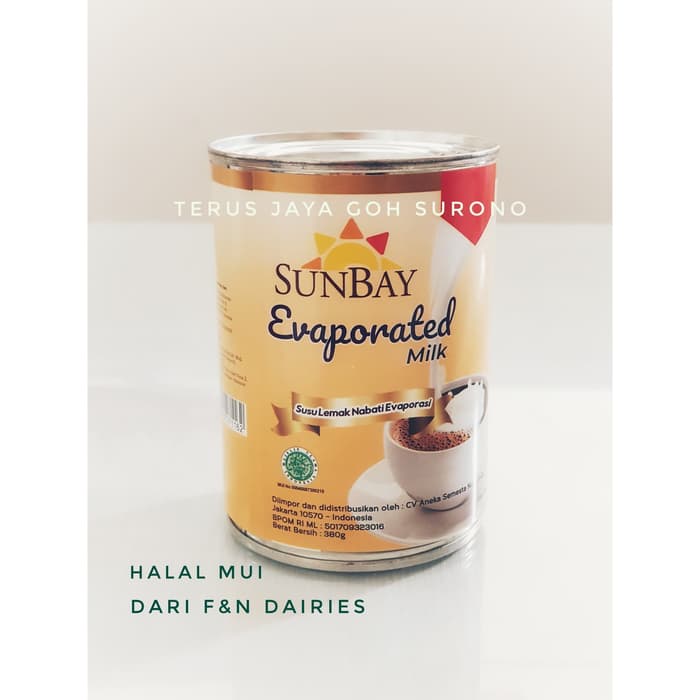 TERUS JAYA GOH SURONO
SUNBAY
Evaporated
Milk
Susu Lemak Nabati Evaporasi
Diimpor dan didistribusikan oleh : CV Aneka Semesta
Jakarta 10570 - Indonesia
BPOM RI ML : 501709323016
Berat Bersih : 380g
HALAL MUI
DARI F&N DAIRIES